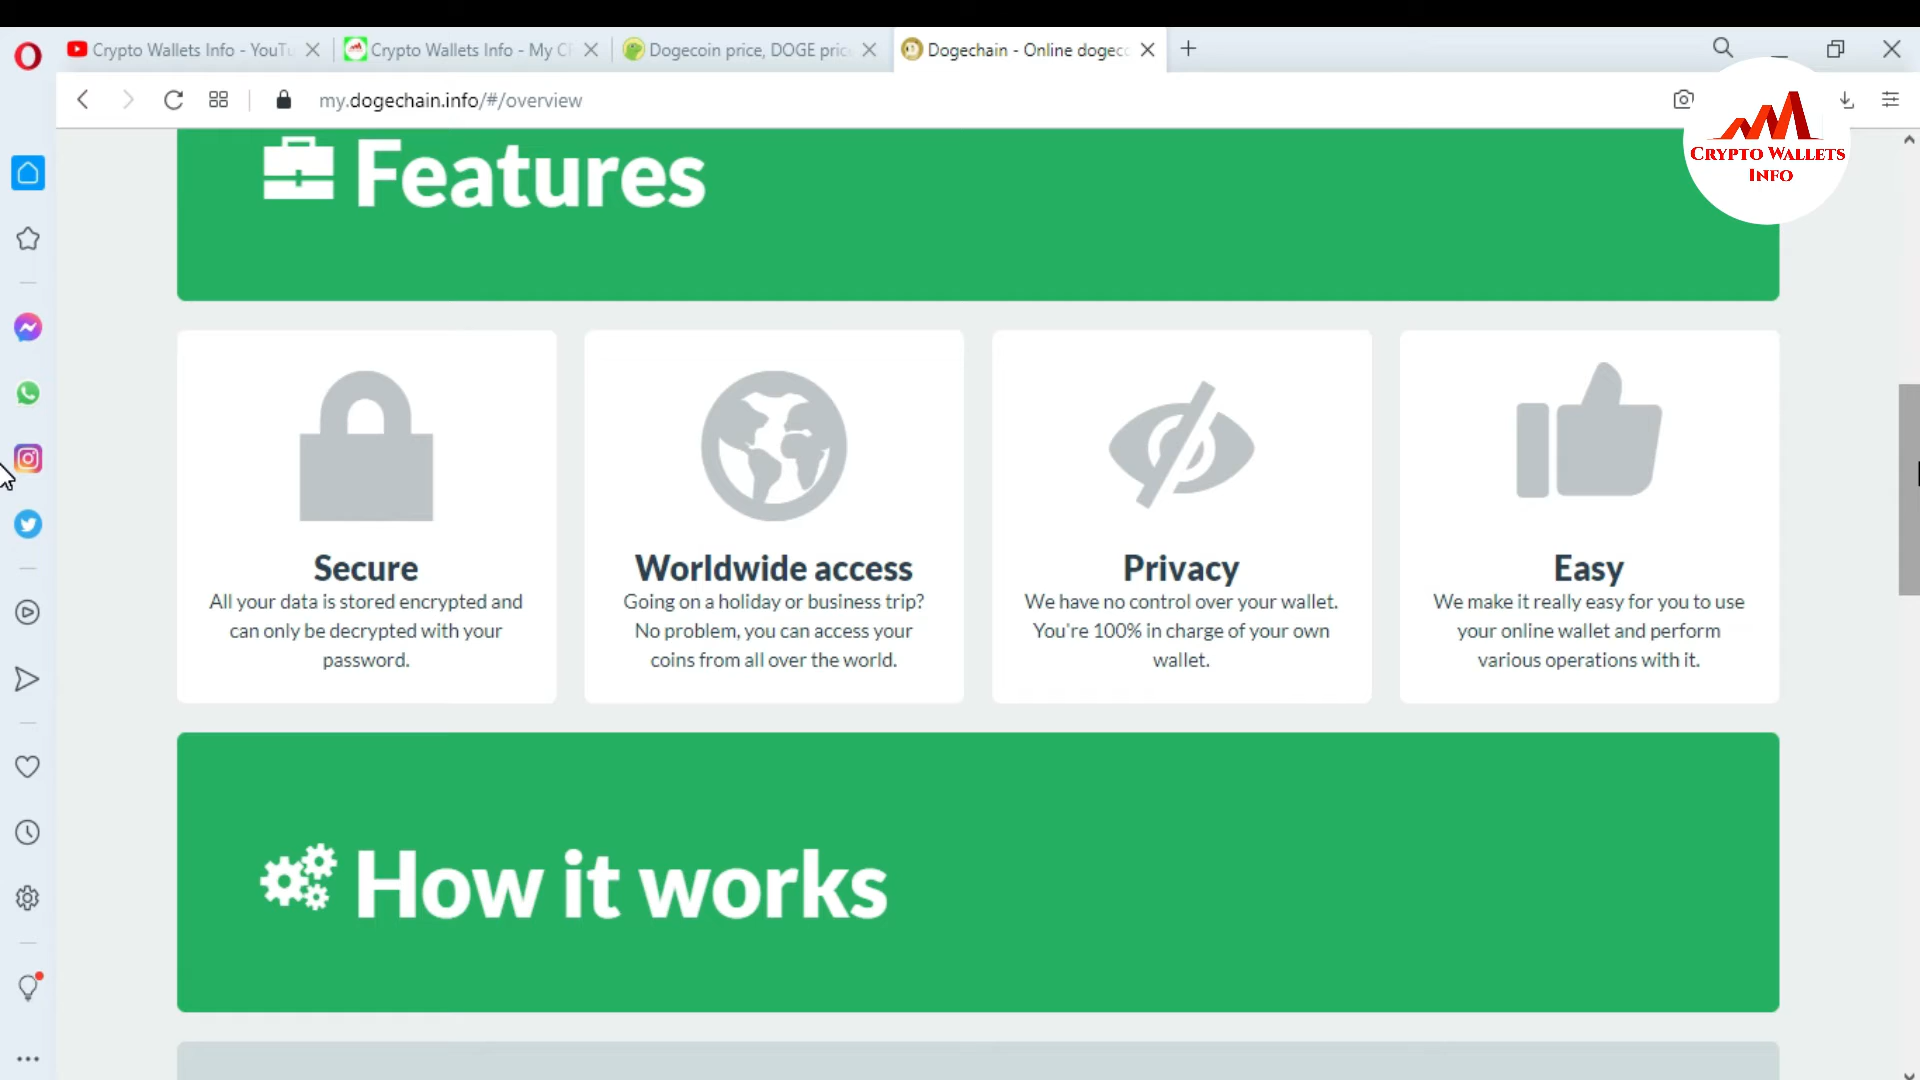 Crypto Wallets Info - YouTu
Crypto Wallets Info - My C
Dogecoin price, DOGE pric
Dogechain - Online dogeco
my.dogechain.info/#/overview
CRYPTO WALLETS
INFO
Features
Secure
All your data is stored encrypted and
can only be decrypted with your
password.
Worldwide access
Going on a holiday or business trip?
No problem, you can access your
coins from all over the world.
Privacy
We have no control over your wallet.
You're 100% in charge of your own
wallet.
Easy
We make it really easy for you to use
your online wallet and perform
various operations with it.
How it works